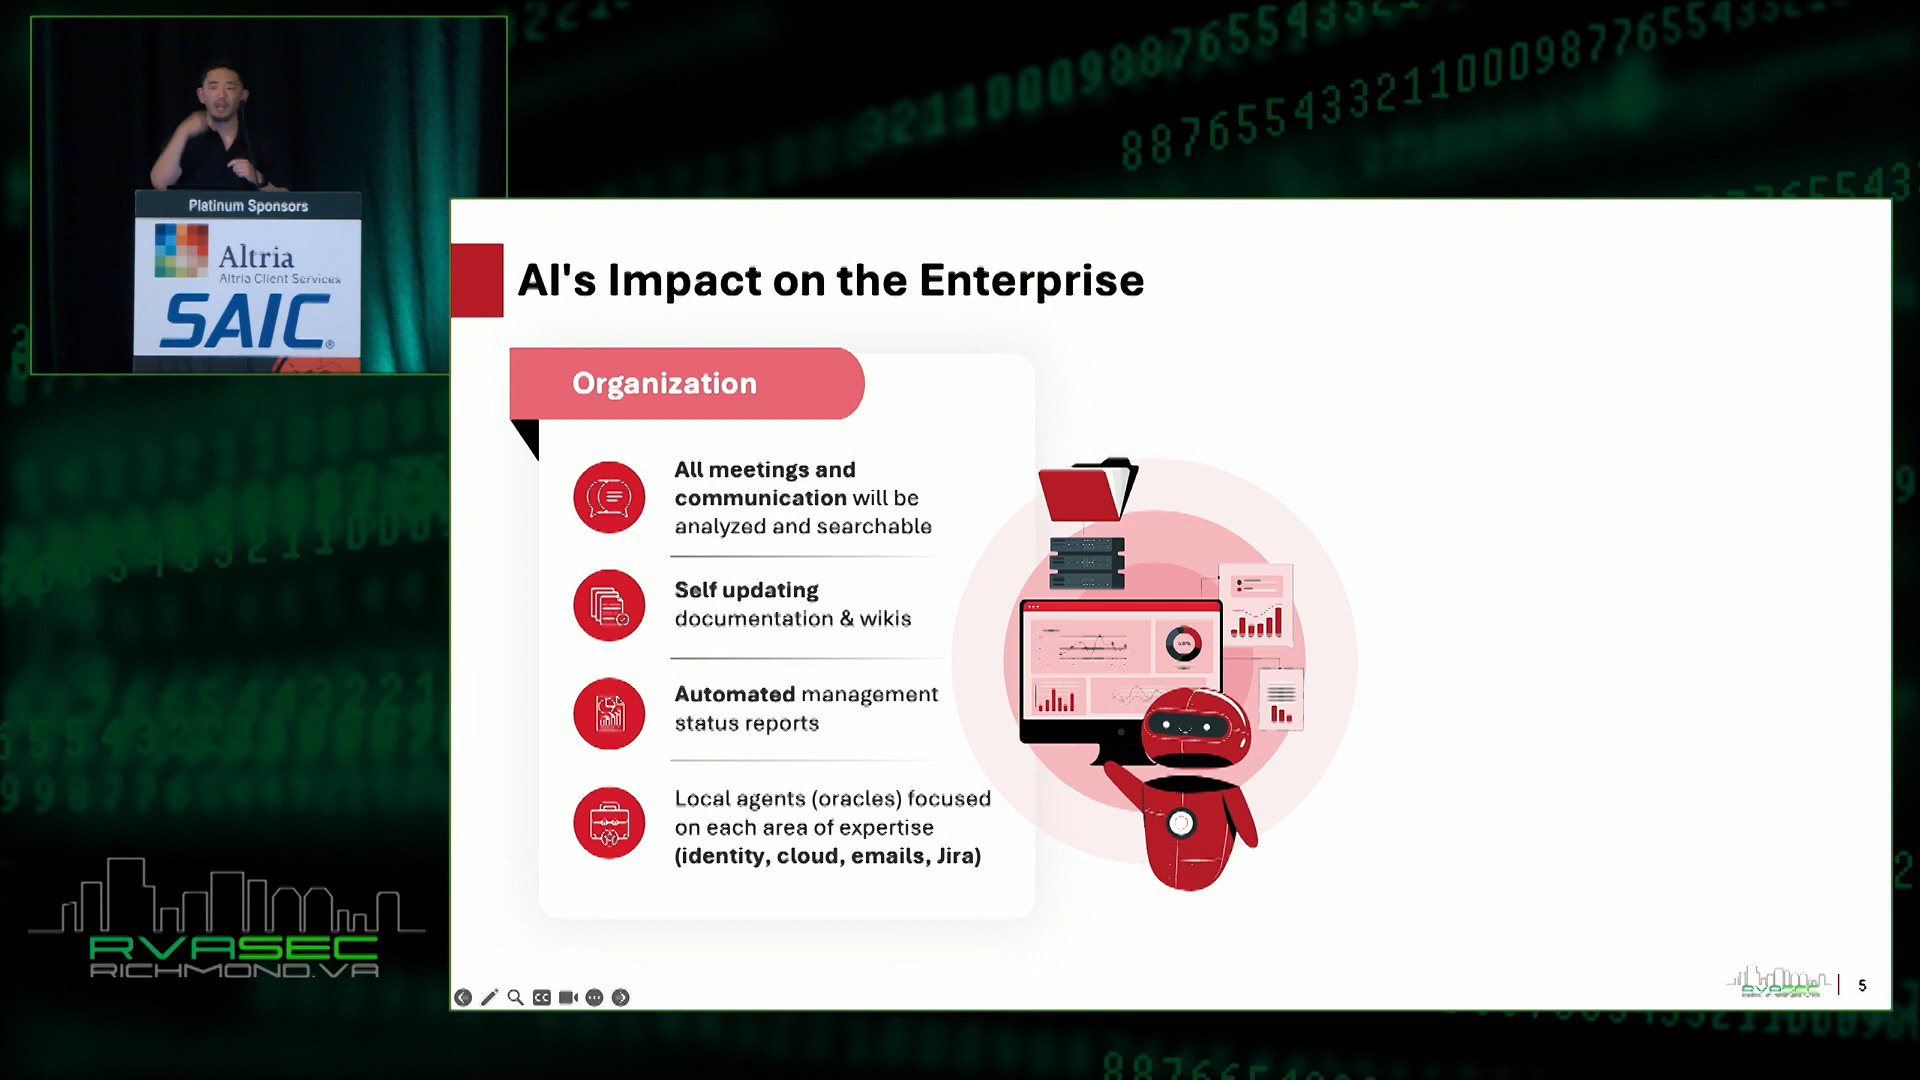 Platinum Sponsors
Altria
Altria Client Services
SAIC®
AI's Impact on the Enterprise
Organization
All meetings and
communication will be
analyzed and searchable
Self updating
documentation & wikis
Automated management
status reports
Local agents (oracles) focused
on each area of expertise
(identity, cloud, emails, Jira)
RVASEC
RICHMOND.VA
CC
RVASEC
5